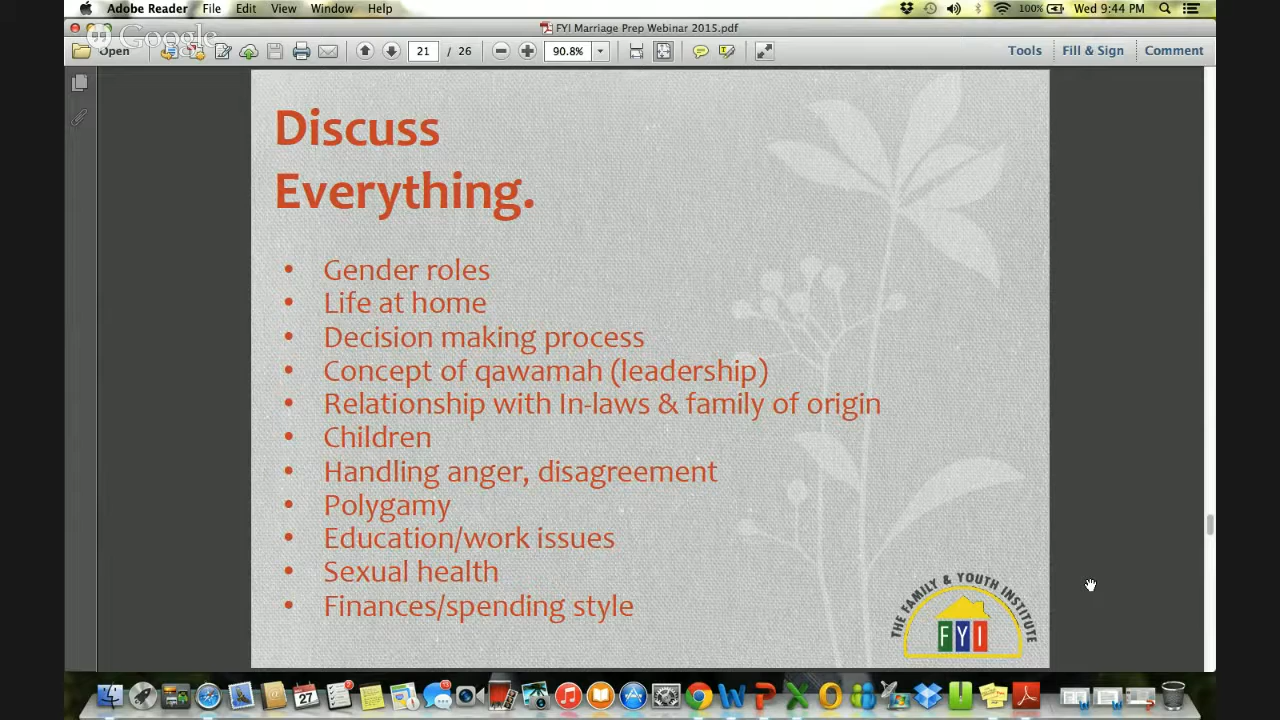 Adobe Reader File Edit View Window Help 100% Wed 9:44 PM
FYI Marriage Prep Webinar 2015.pdf
Google
Open 21 / 26 90.8% Tools Fill & Sign Comment
Discuss
Everything.
• Gender roles
• Life at home
• Decision making process
• Concept of qawamah (leadership)
• Relationship with In-laws & family of origin
• Children
• Handling anger, disagreement
• Polygamy
• Education/work issues
• Sexual health
• Finances/spending style
THE FAMILY & YOUTH INSTITUTE
FYI
27